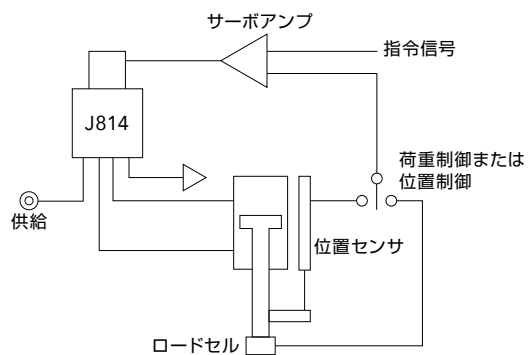 サーボアンプ
指令信号
J814
荷重制御または
位置制御
供給
位置センサ
ロードセル